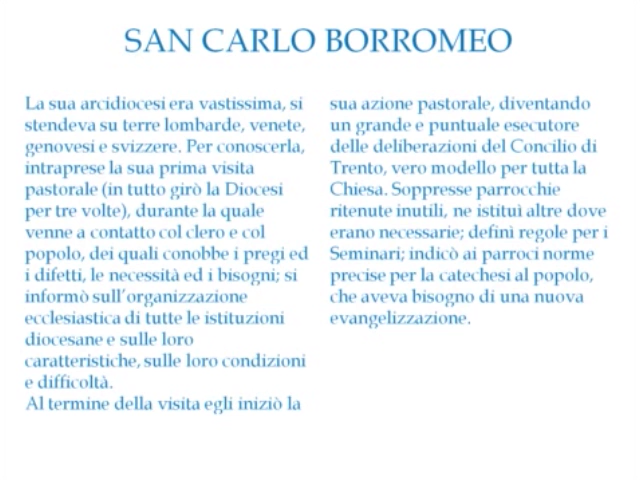 SAN CARLO BORROMEO
La sua arcidiocesi era vastissima, si
stendeva su terre lombarde, venete,
genovesi e svizzere. Per conoscerla,
intraprese la sua prima visita
pastorale (in tutto girò la Diocesi
per tre volte), durante la quale
venne a contatto col clero e col
popolo, dei quali conobbe i pregi ed
i difetti, le necessità ed i bisogni; si
informò sull'organizzazione
ecclesiastica di tutte le istituzioni
diocesane e sulle loro
caratteristiche, sulle loro condizioni
e difficoltà.
Al termine della visita egli iniziò la
sua azione pastorale, diventando
un grande e puntuale esecutore
delle deliberazioni del Concilio di
Trento, vero modello per tutta la
Chiesa. Soppresse parrocchie
ritenute inutili, ne istituì altre dove
erano necessarie; definì regole per i
Seminari; indicò ai parroci norme
precise per la catechesi al popolo,
che aveva bisogno di una nuova
evangelizzazione.